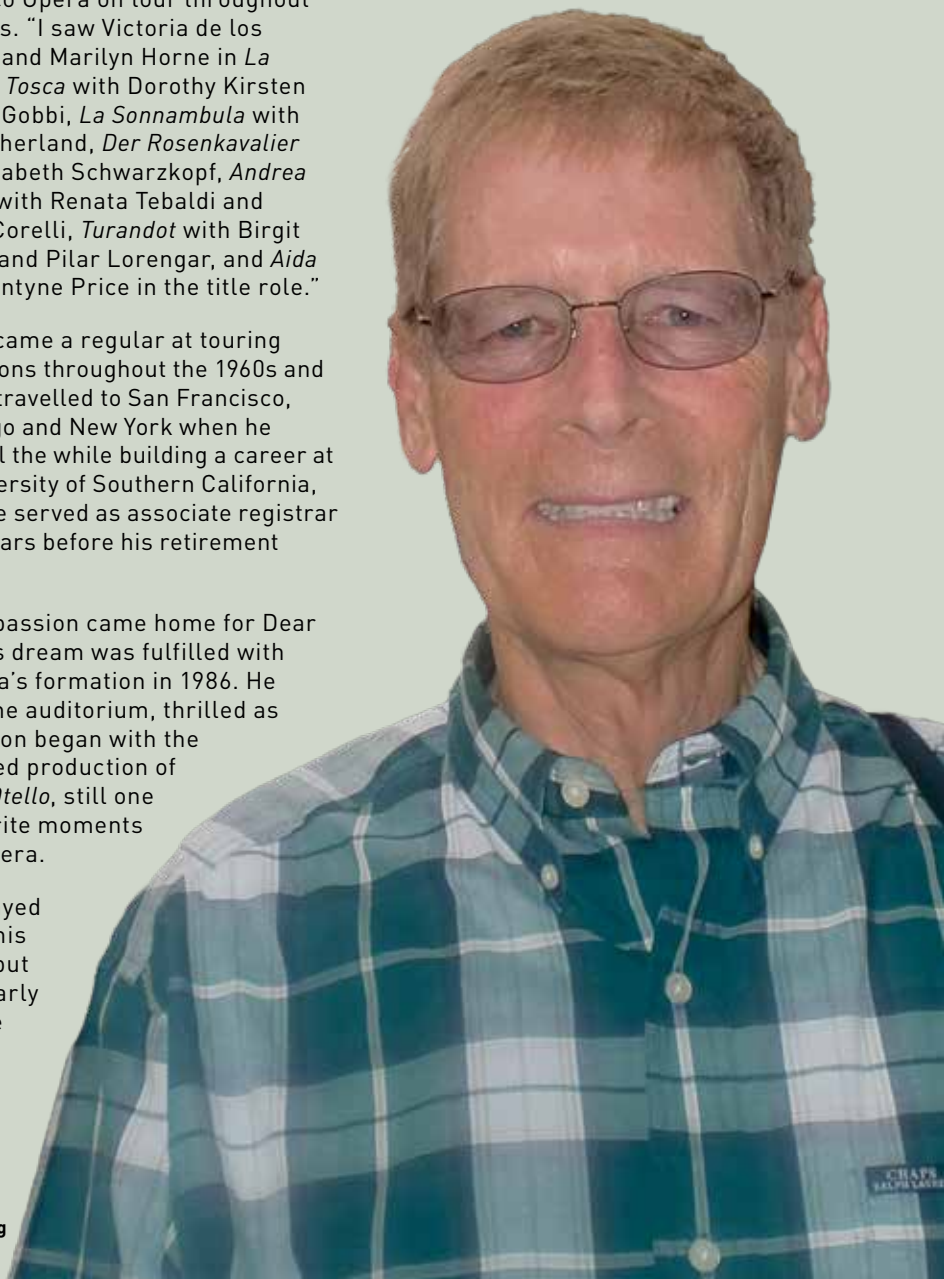 co Opera on tour throughout
s. “I saw Victoria de los
and Marilyn Horne in La
Tosca with Dorothy Kirsten
Gobbi, La Sonnambula with
herland, Der Rosenkavalier
abeth Schwarzkopf, Andrea
with Renata Tebaldi and
Corelli, Turandot with Birgit
and Pilar Lorengar, and Aida
ntyne Price in the title role.”
came a regular at touring
ons throughout the 1960s and
travelled to San Francisco,
go and New York when he
l the while building a career at
ersity of Southern California,
e served as associate registrar
ars before his retirement
passion came home for Dear
s dream was fulfilled with
a’s formation in 1986. He
he auditorium, thrilled as
on began with the
ed production of
Otello, still one
rite moments
era.
yed
his
out
arly
e
g
CHAPS
RALPH LAUREN